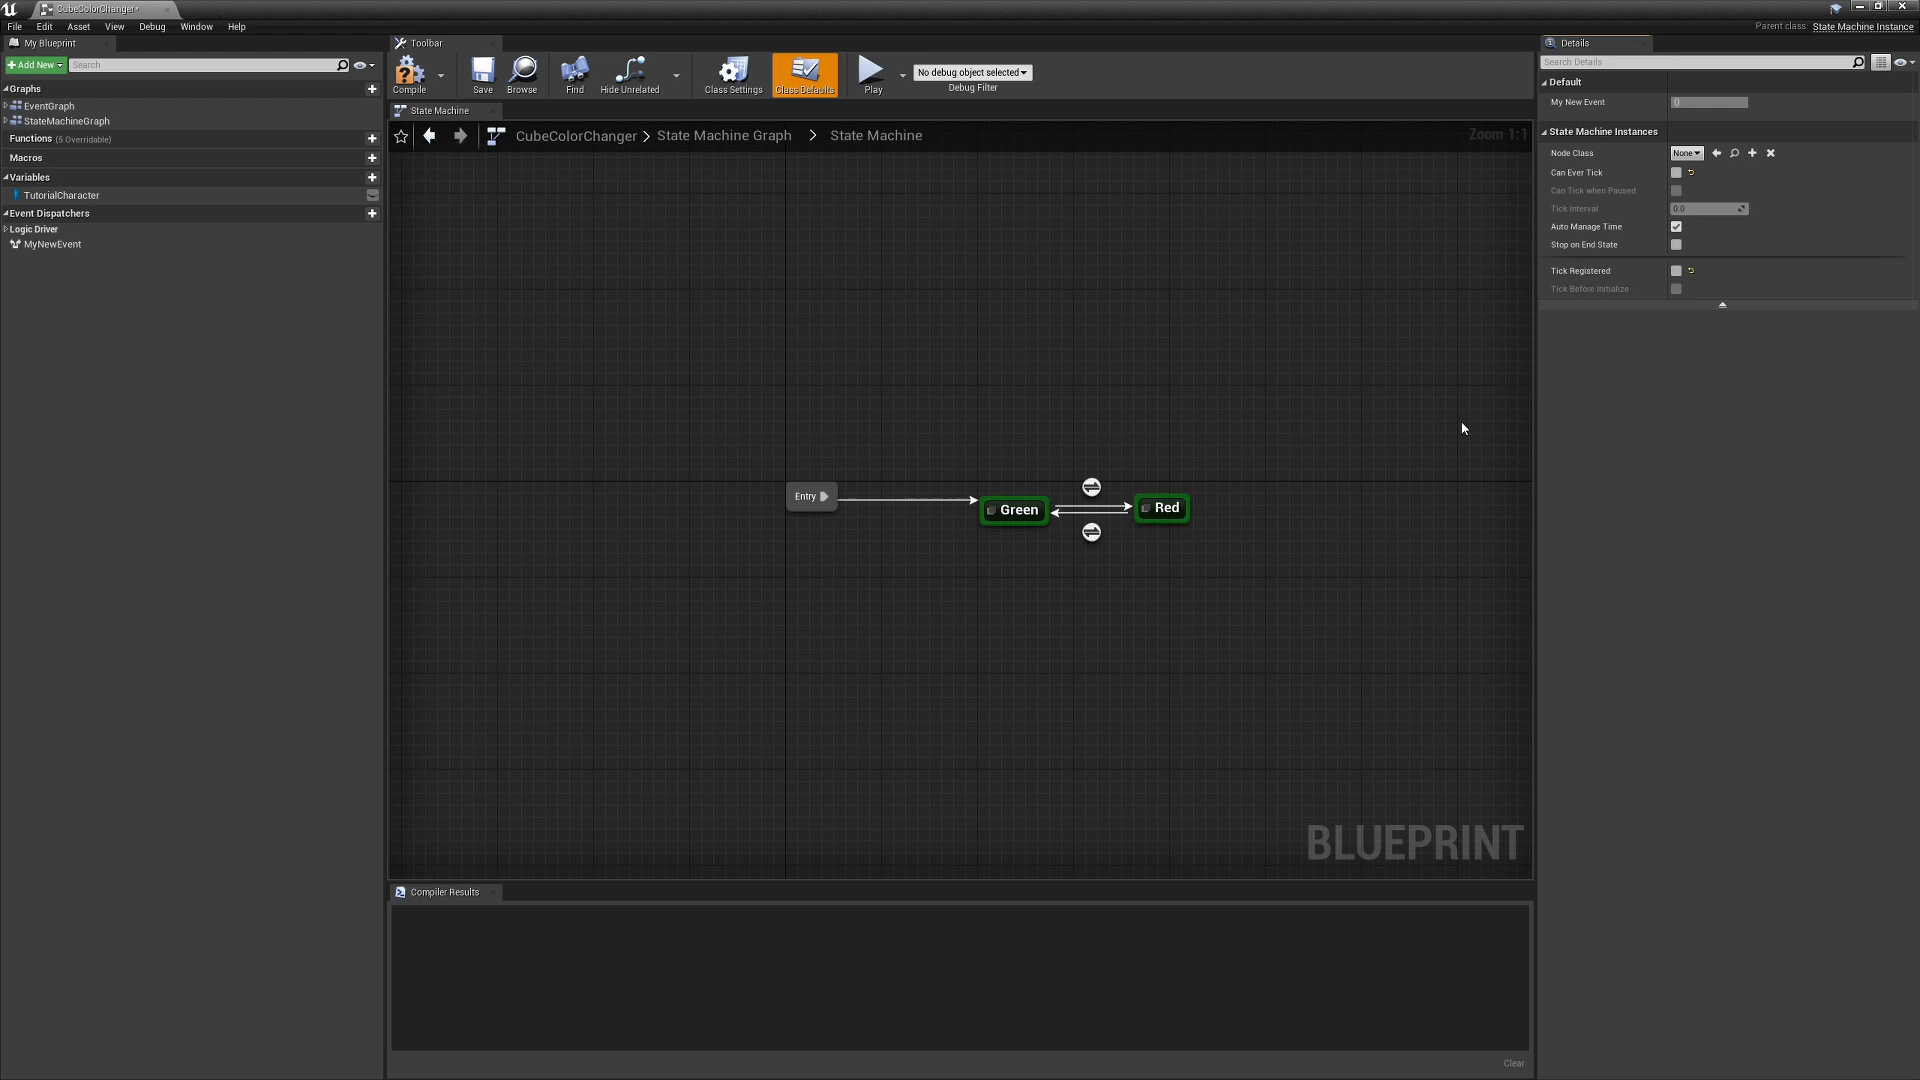 CubeColorChanger*
File Edit Asset View Debug Window Help
Parent class: State Machine Instance
My Blueprint
Add New
Search
Graphs
EventGraph
StateMachineGraph
Functions (5 Overridable)
Macros
Variables
TutorialCharacter
Event Dispatchers
Logic Driver
MyNewEvent
Toolbar
Compile
Save
Browse
Find
Hide Unrelated
Class Settings
Class Defaults
Play
No debug object selected
Debug Filter
State Machine
CubeColorChanger > State Machine Graph > State Machine
Zoom 1:1
Entry
Green
Red
BLUEPRINT
Compiler Results
Clear
Details
Search Details
Default
My New Event
()
State Machine Instances
Node Class
None
Can Ever Tick
Can Tick when Paused
Tick Interval
0.0
Auto Manage Time
Stop on End State
Tick Registered
Tick Before Initialize